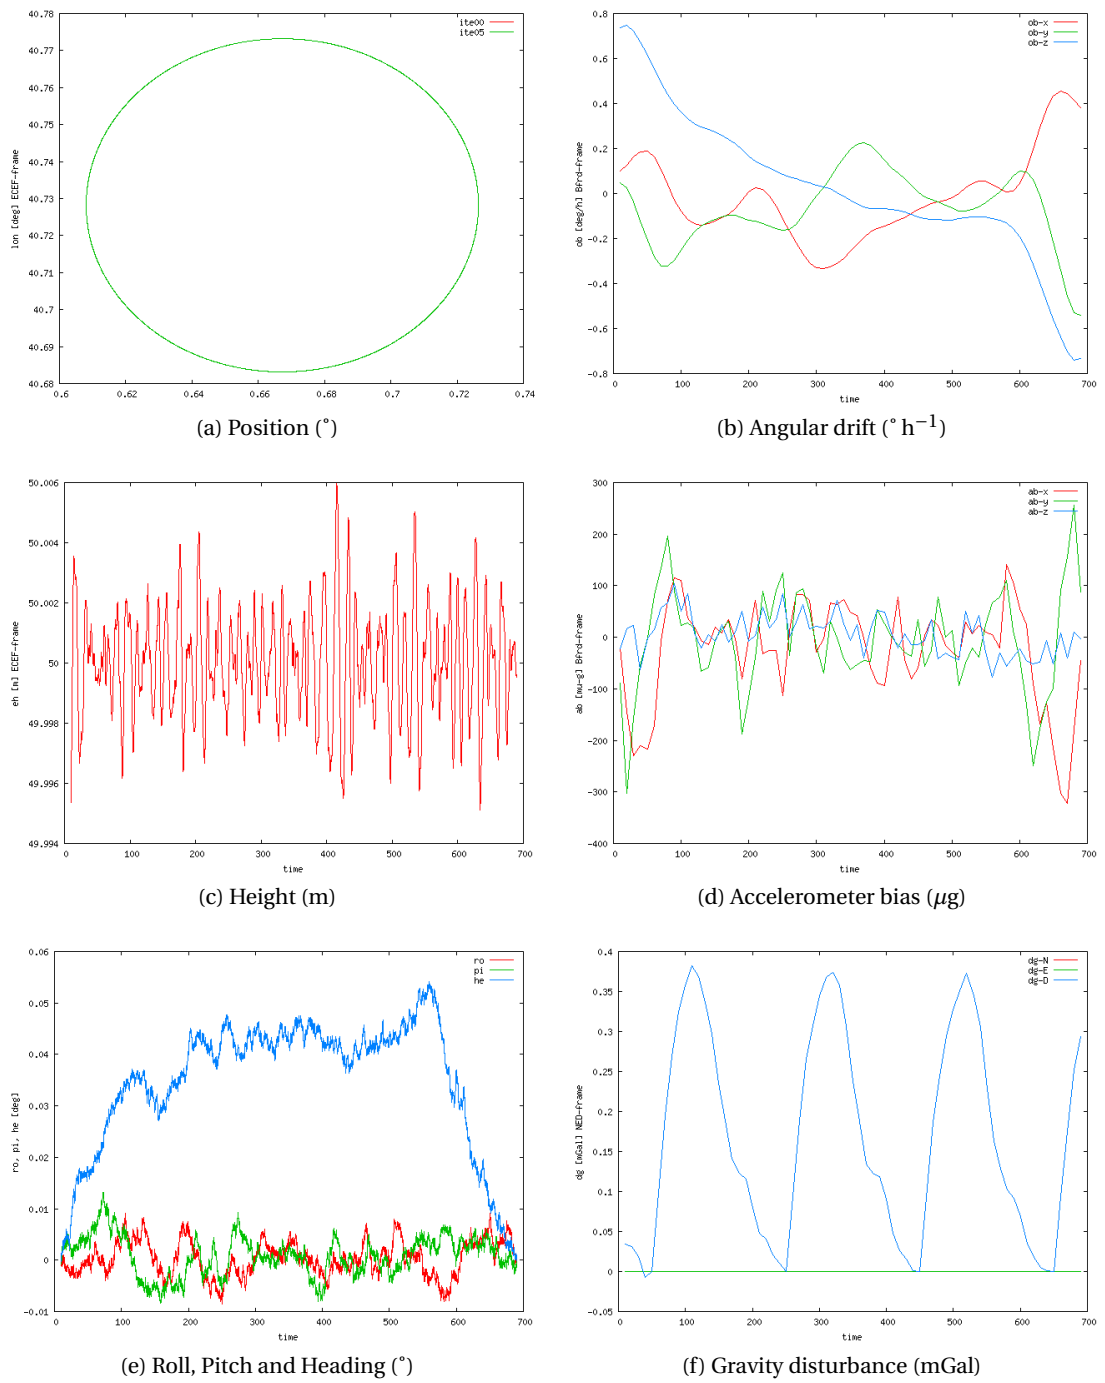 40.78
40.77
40.76
40.75
40.74
40.73
40.72
40.71
40.7
40.69
40.68
lon [deg] ECEF-frame
ite00
ite05
0.6 0.62 0.64 0.66 0.68 0.7 0.72 0.74
(a) Position (°)
0.8
0.6
0.4
0.2
0
-0.2
-0.4
-0.6
-0.8
ob [deg/h] Bfrd-frame
ob-x
ob-y
ob-z
0 100 200 300 400 500 600 700
time
(b) Angular drift (° h−1)
50.006
50.004
50.002
50
49.998
49.996
49.994
eh [m] ECEF-frame
0 100 200 300 400 500 600 700
time
(c) Height (m)
300
200
100
0
-100
-200
-300
-400
ab [mu-g] Bfrd-frame
ab-x
ab-y
ab-z
0 100 200 300 400 500 600 700
time
(d) Accelerometer bias (μg)
0.06
0.05
0.04
0.03
0.02
0.01
0
-0.01
ro, pi, he [deg]
ro
pi
he
0 100 200 300 400 500 600 700
time
(e) Roll, Pitch and Heading (°)
0.4
0.35
0.3
0.25
0.2
0.15
0.1
0.05
0
-0.05
dg [mGal] NED-frame
dg-N
dg-E
dg-D
0 100 200 300 400 500 600 700
time
(f) Gravity disturbance (mGal)